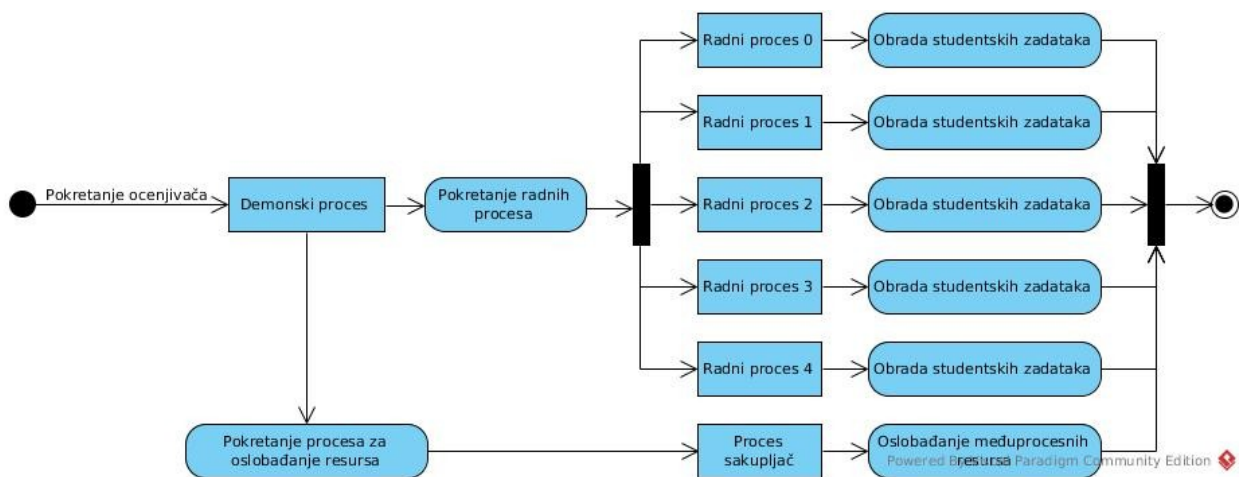 Radni proces 0
Obrada studentskih zadataka
Radni proces 1
Obrada studentskih zadataka
Pokretanje ocenjivača
Demonski proces
Pokretanje radnih
procesa
Radni proces 2
Obrada studentskih zadataka
Radni proces 3
Obrada studentskih zadataka
Radni proces 4
Obrada studentskih zadataka
Pokretanje procesa za
oslobađanje resursa
Proces
sakupljač
Oslobađanje međuprocesnih
resursa
Powered By Visual Paradigm Community Edition